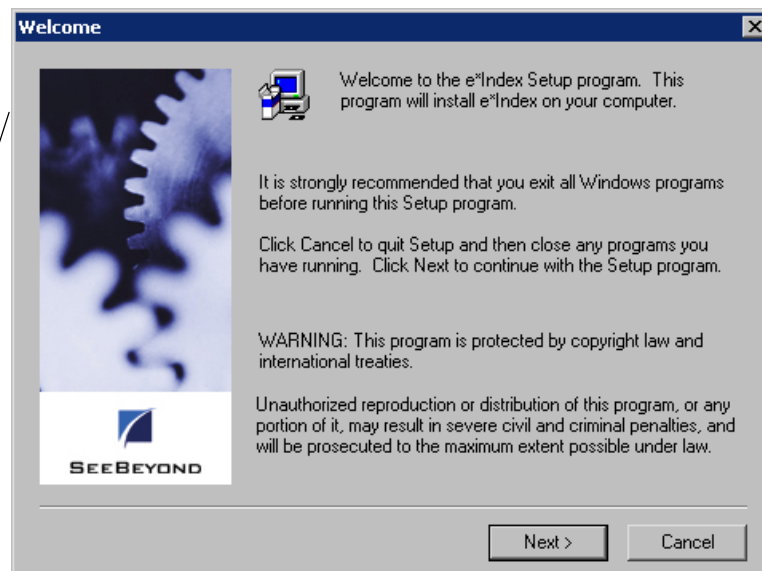 Welcome
Welcome to the e*Index Setup program. This
program will install e*Index on your computer.
It is strongly recommended that you exit all Windows programs
before running this Setup program.
Click Cancel to quit Setup and then close any programs you
have running. Click Next to continue with the Setup program.
WARNING: This program is protected by copyright law and
international treaties.
Unauthorized reproduction or distribution of this program, or any
portion of it, may result in severe civil and criminal penalties, and
will be prosecuted to the maximum extent possible under law.
SEEBEYOND
Next >
Cancel